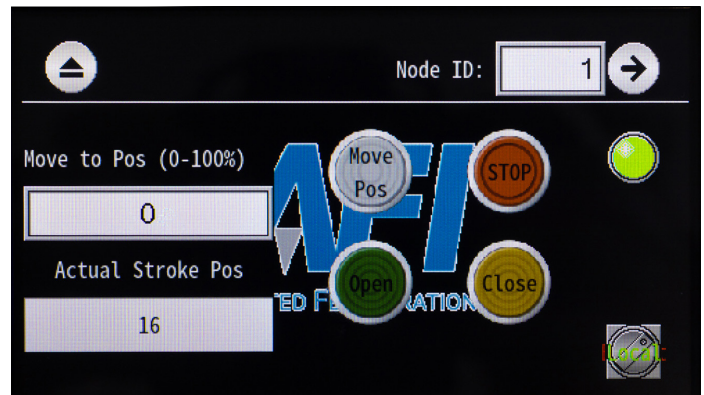 Node ID:
1
Move to Pos (0-100%)
0
Move
Pos
STOP
Actual Stroke Pos
16
Open
Close
Local